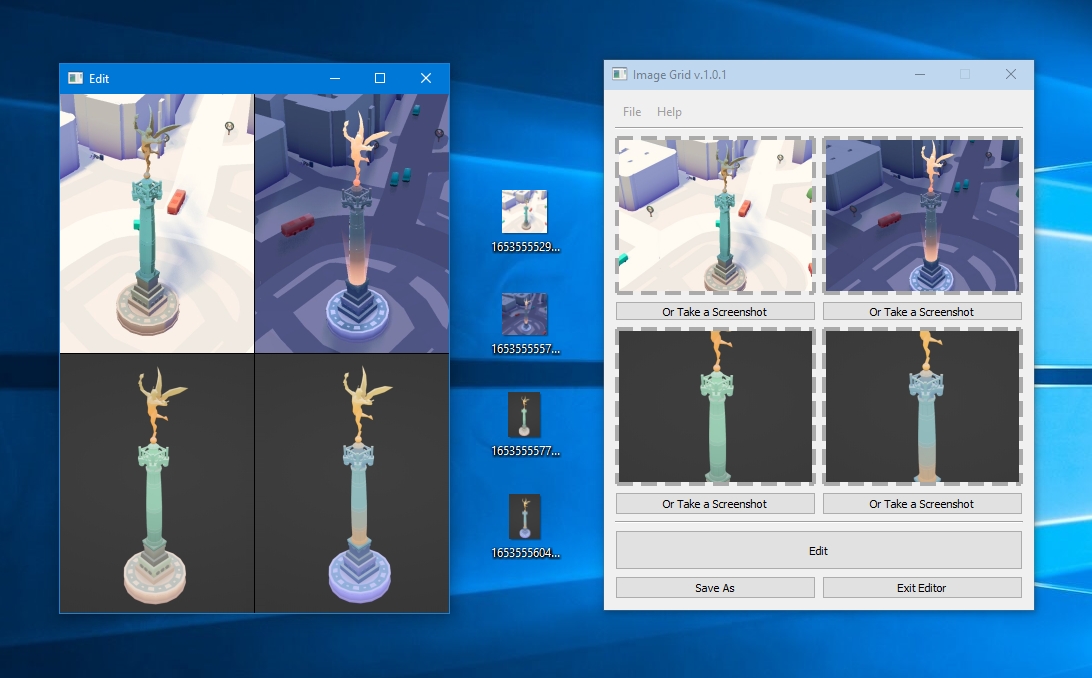 Edit
1653555529...
1653555557...
1653555577...
1653555604...
Image Grid v.1.0.1
File Help
Or Take a Screenshot Or Take a Screenshot
Or Take a Screenshot Or Take a Screenshot
Edit
Save As Exit Editor